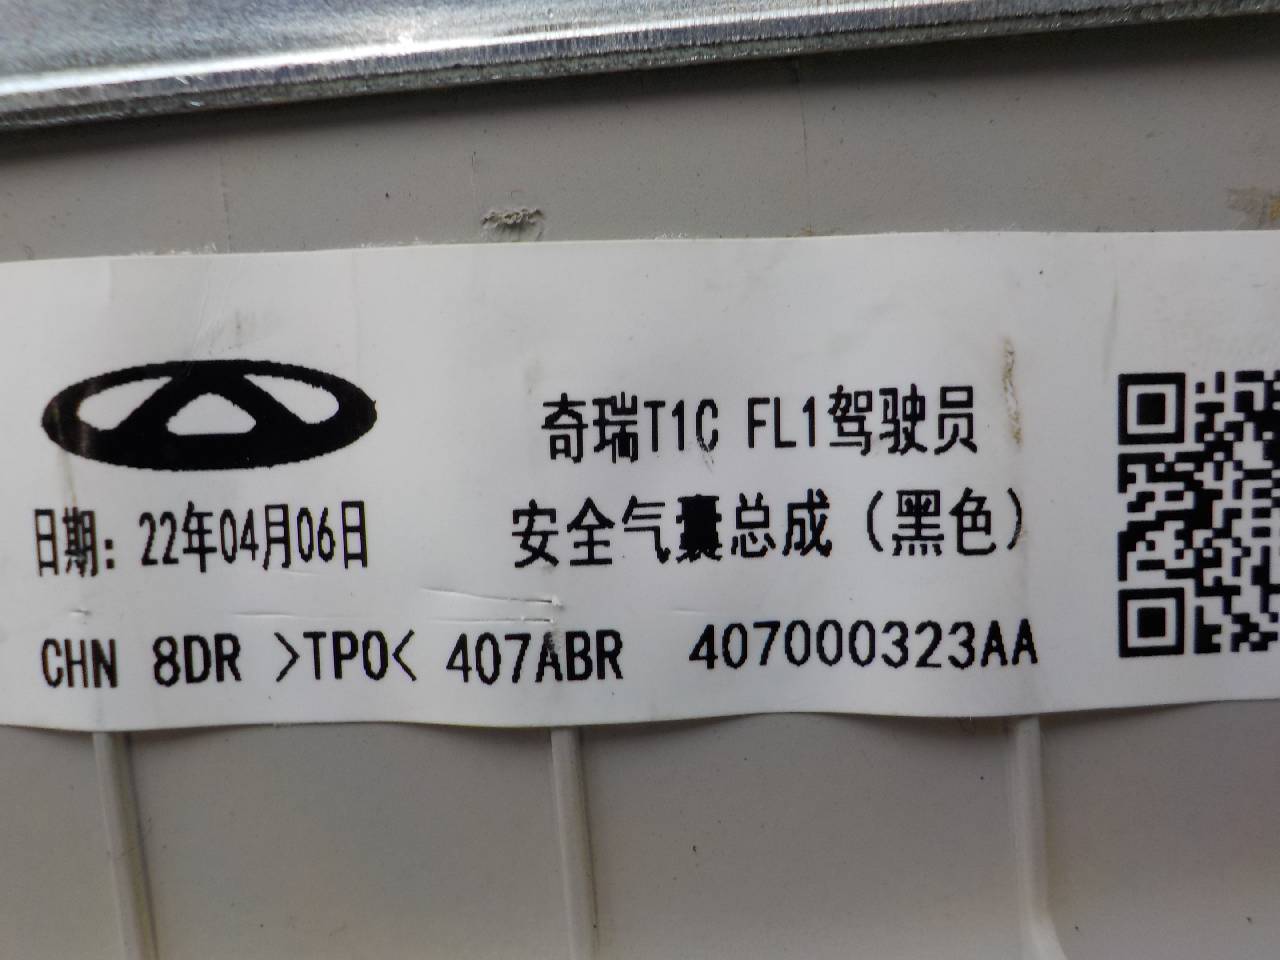 奇瑞T1C FL1驾驶员
安全气囊总成(黑色)
日期: 22年04月06日
CHN 8DR >TPO< 407ABR 407000323AA